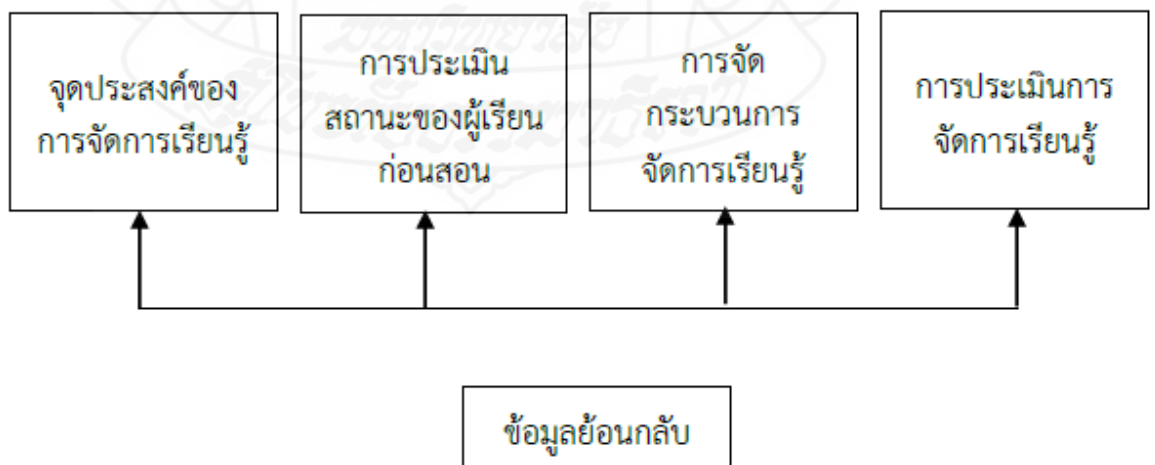 จุดประสงค์ของ
การจัดการเรียนรู้
การประเมิน
สถานะของผู้เรียน
ก่อนสอน
การจัด
กระบวนการ
จัดการเรียนรู้
การประเมินการ
จัดการเรียนรู้
ข้อมูลย้อนกลับ